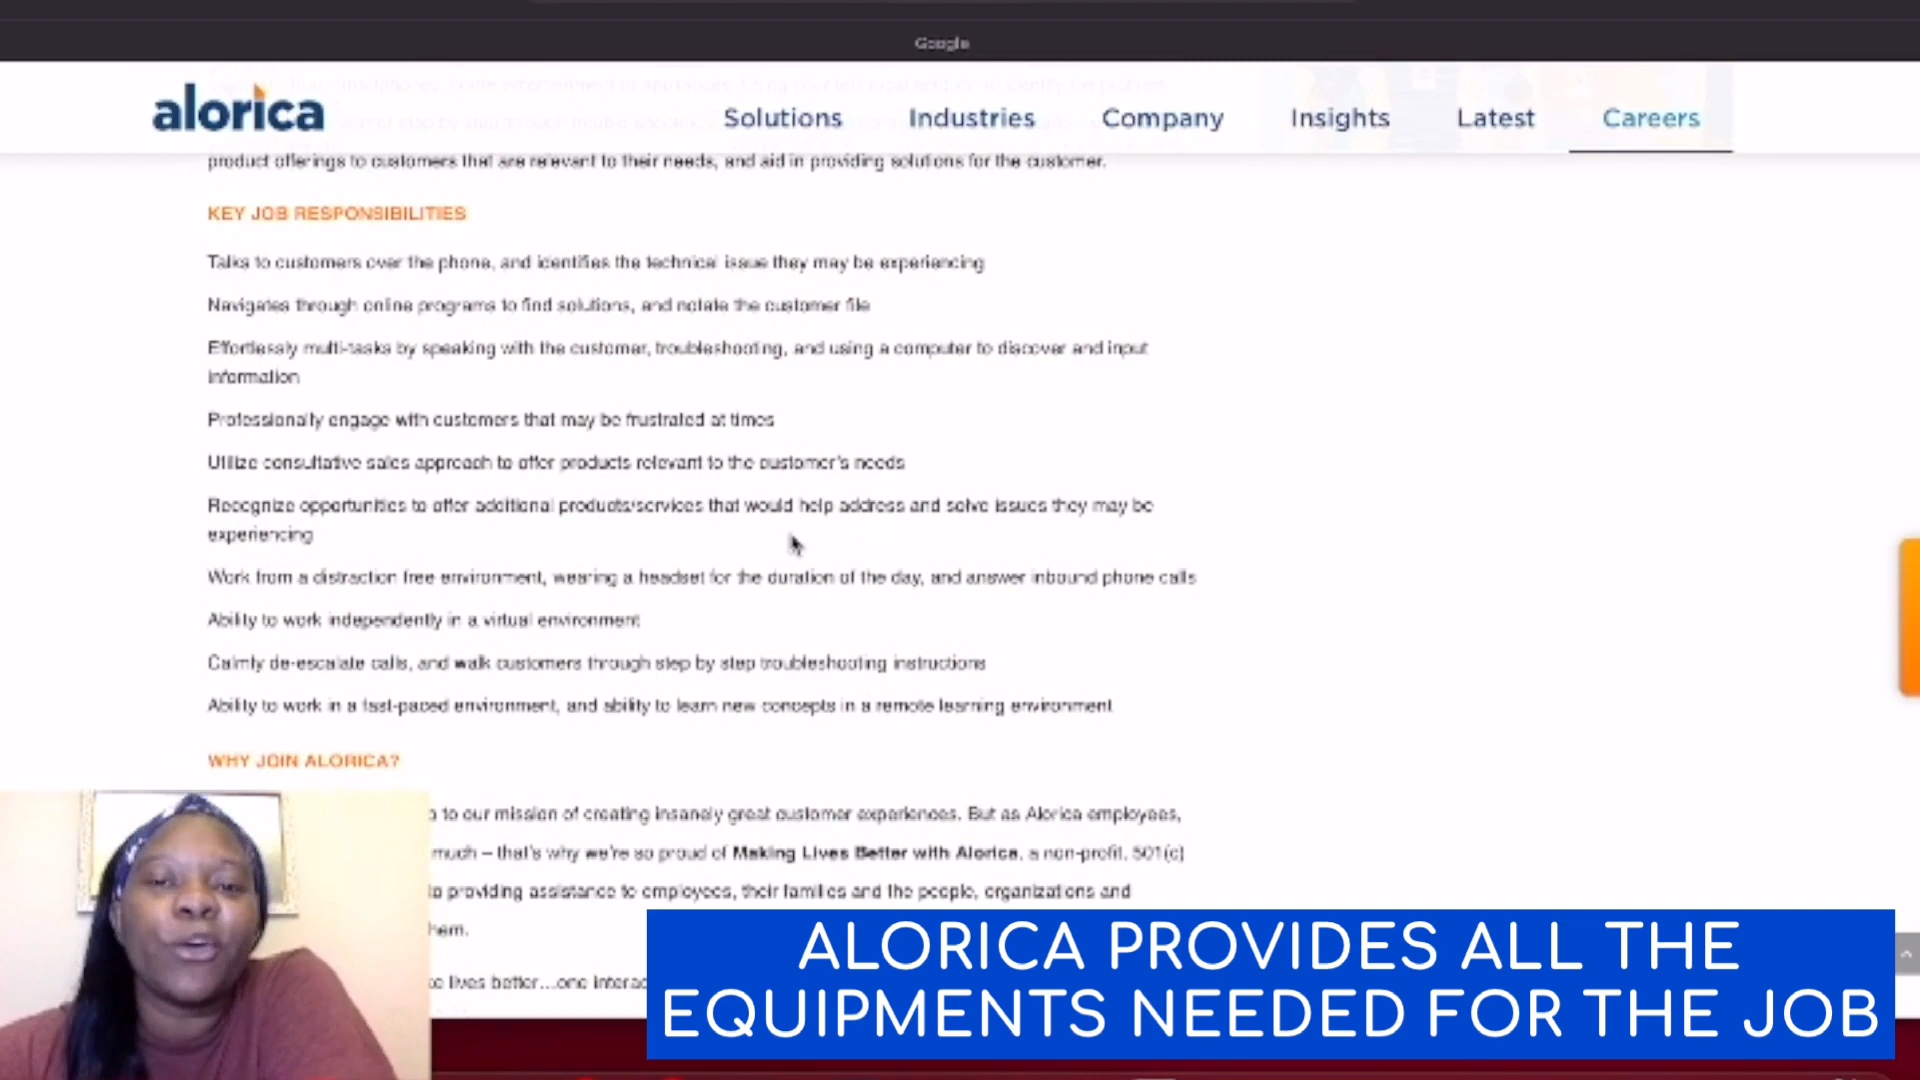 Google
alorica
Solutions
Industries
Company
Insights
Latest
Careers
product offerings to customers that are relevant to their needs, and aid in providing solutions for the customer.
KEY JOB RESPONSIBILITIES
Talks to customers over the phone, and identifies the technical issue they may be experiencing
Navigates through online programs to find solutions, and notate the customer file
Effortlessly multi-tasks by speaking with the customer, troubleshooting, and using a computer to discover and input
information
Professionally engage with customers that may be frustrated at times
Utilize consultative sales approach to offer products relevant to the customer's needs
Recognize opportunities to offer additional products/services that would help address and solve issues they may be
experiencing
Work from a distraction free environment, wearing a headset for the duration of the day, and answer inbound phone calls
Ability to work independently in a virtual environment
Calmly de-escalate calls, and walk customers through step by step troubleshooting instructions
Ability to work in a fast-paced environment, and ability to learn new concepts in a remote learning environment
WHY JOIN ALORICA?
to our mission of creating insanely great customer experiences. But as Alorica employees,
much – that's why we're so proud of Making Lives Better with Alorica, a non-profit, 501(c)
providing assistance to employees, their families and the people, organizations and
hem.
lives better...one interac
ALORICA PROVIDES ALL THE
EQUIPMENTS NEEDED FOR THE JOB